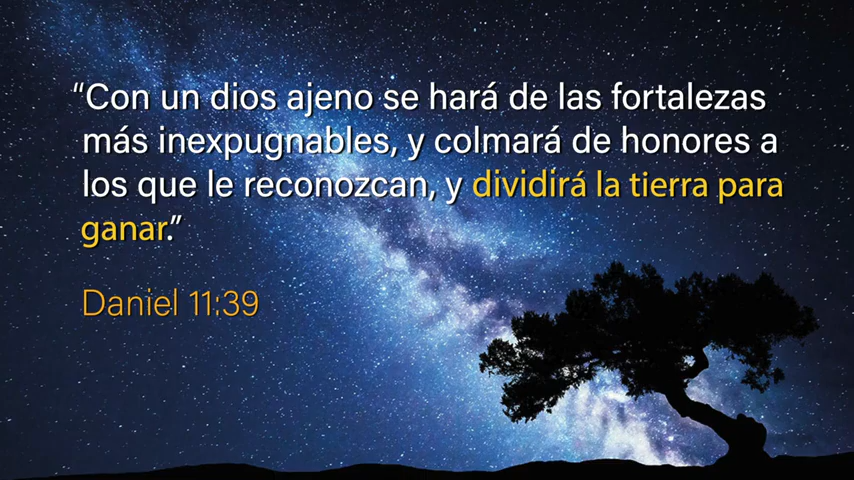 “Con un dios ajeno se hará de las fortalezas
más inexpugnables, y colmará de honores a
los que le reconozcan, y dividirá la tierra para
ganar.”
Daniel 11:39